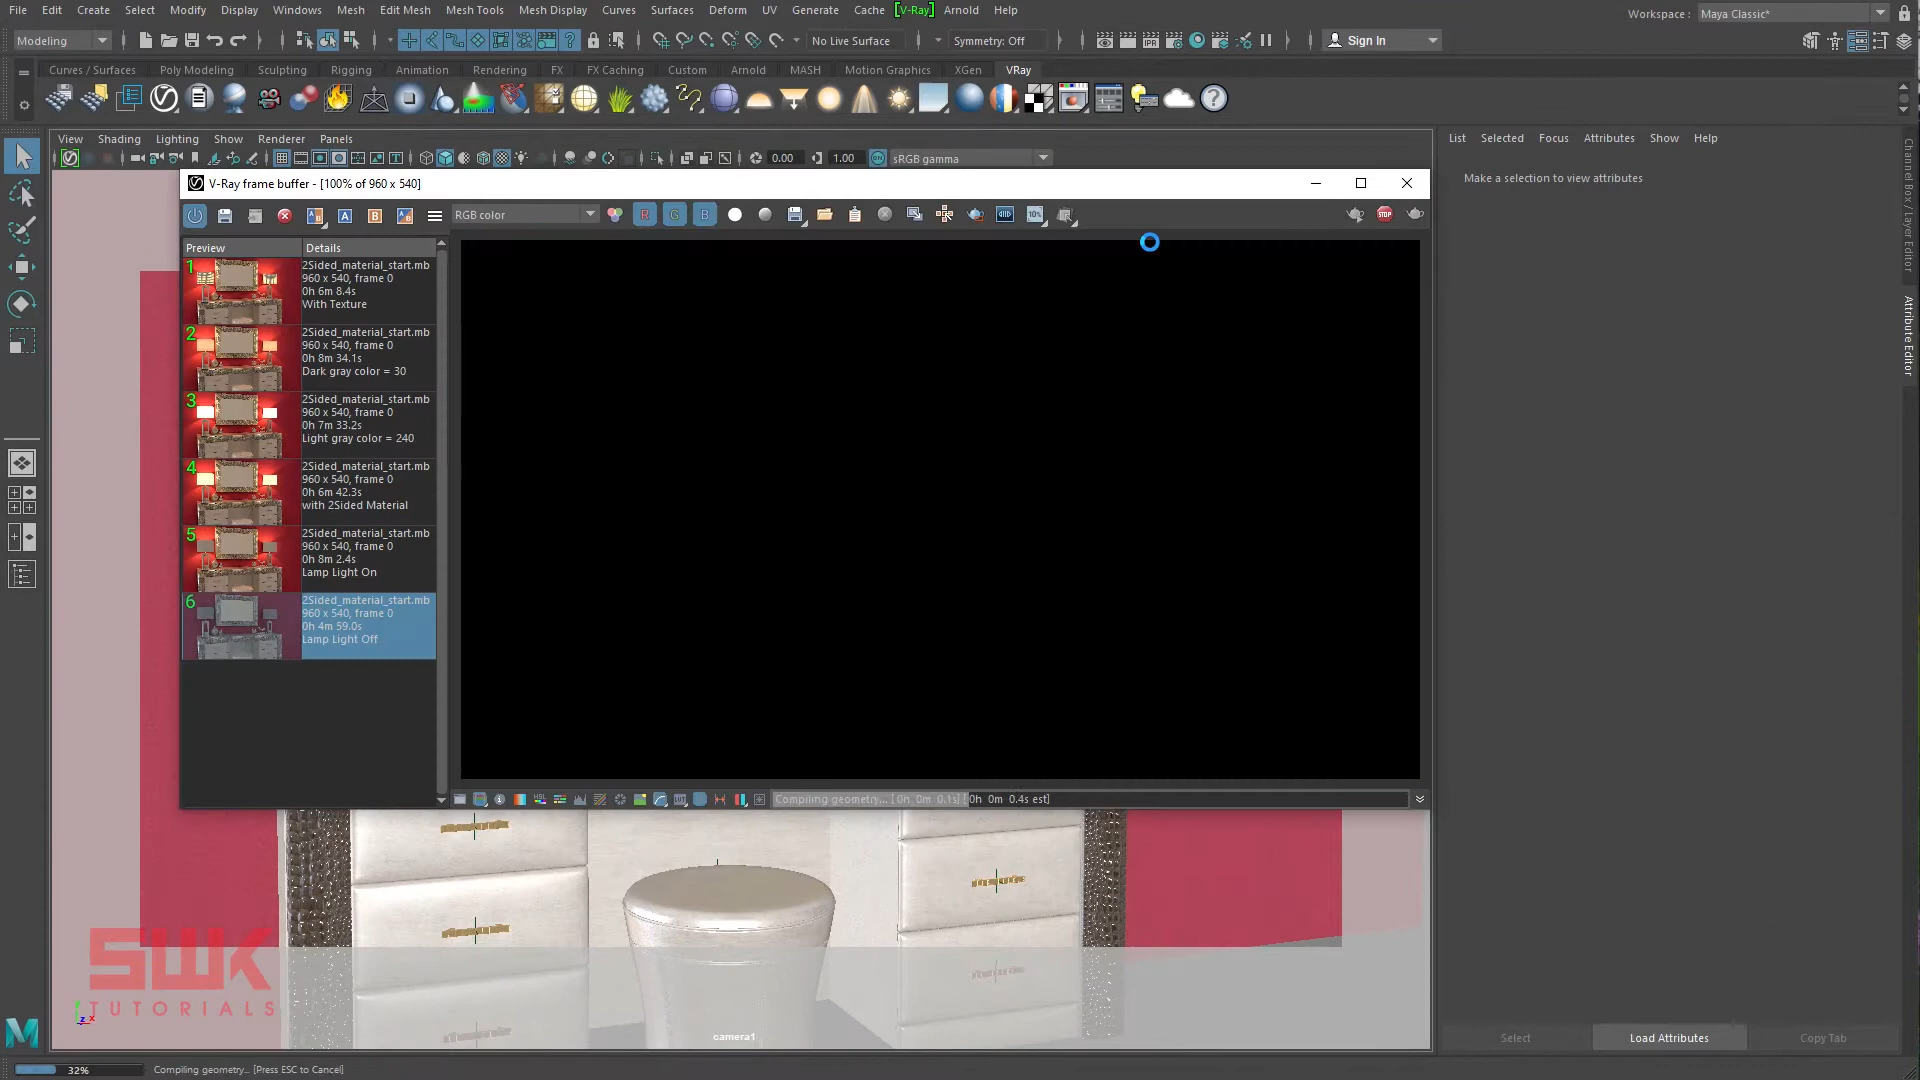 File Edit Create Select Modify Display Windows Mesh Edit Mesh Mesh Tools Mesh Display Curves Surfaces Deform UV Generate Cache [V-Ray] Arnold Help
Workspace : Maya Classic*
Modeling No Live Surface Symmetry: Off IPR Sign In
Curves / Surfaces Poly Modeling Sculpting Rigging Animation Rendering FX FX Caching Custom Arnold MASH Motion Graphics XGen VRay
View Shading Lighting Show Renderer Panels
0.00 1.00 ON sRGB gamma
List Selected Focus Attributes Show Help
Make a selection to view attributes
Channel Box / Layer Editor
Attribute Editor
V-Ray frame buffer - [100% of 960 x 540]
RGB color R G B 10% STOP
Preview Details
1
2Sided_material_start.mb
960 x 540, frame 0
0h 6m 8.4s
With Texture
2
2Sided_material_start.mb
960 x 540, frame 0
0h 8m 34.1s
Dark gray color = 30
3
2Sided_material_start.mb
960 x 540, frame 0
0h 7m 33.2s
Light gray color = 240
4
2Sided_material_start.mb
960 x 540, frame 0
0h 6m 42.3s
with 2Sided Material
5
2Sided_material_start.mb
960 x 540, frame 0
0h 8m 2.4s
Lamp Light On
6
2Sided_material_start.mb
960 x 540, frame 0
0h 4m 59.0s
Lamp Light Off
Compiling geometry... [ 0h 0m 0.1s] [0h 0m 0.4s est]
SWK
TUTORIALS
camera1
Select Load Attributes Copy Tab
32% Compiling geometry... [Press ESC to Cancel]